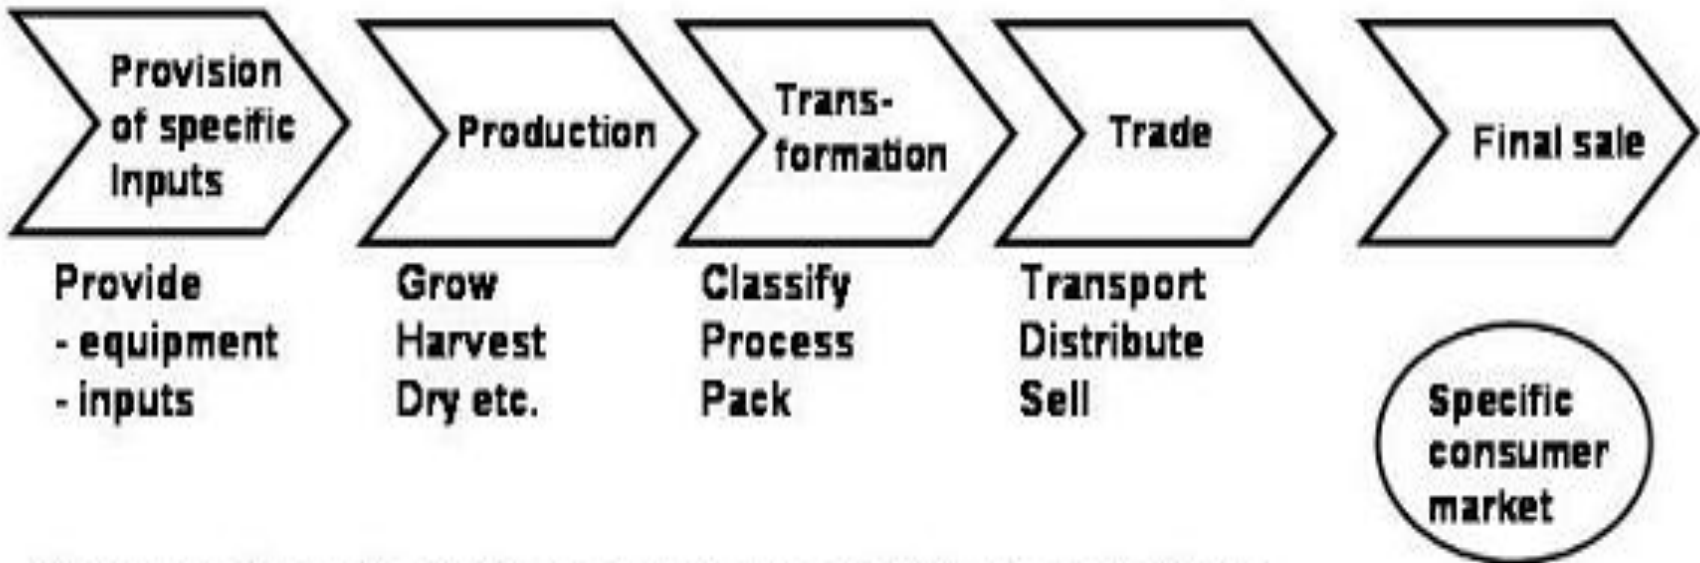 Provision
of specific
Inputs
Production
Trans-
formation
Trade
Final sale
Provide
- equipment
- inputs
Grow
Harvest
Dry etc.
Classify
Process
Pack
Transport
Distribute
Sell
Specific
consumer
market